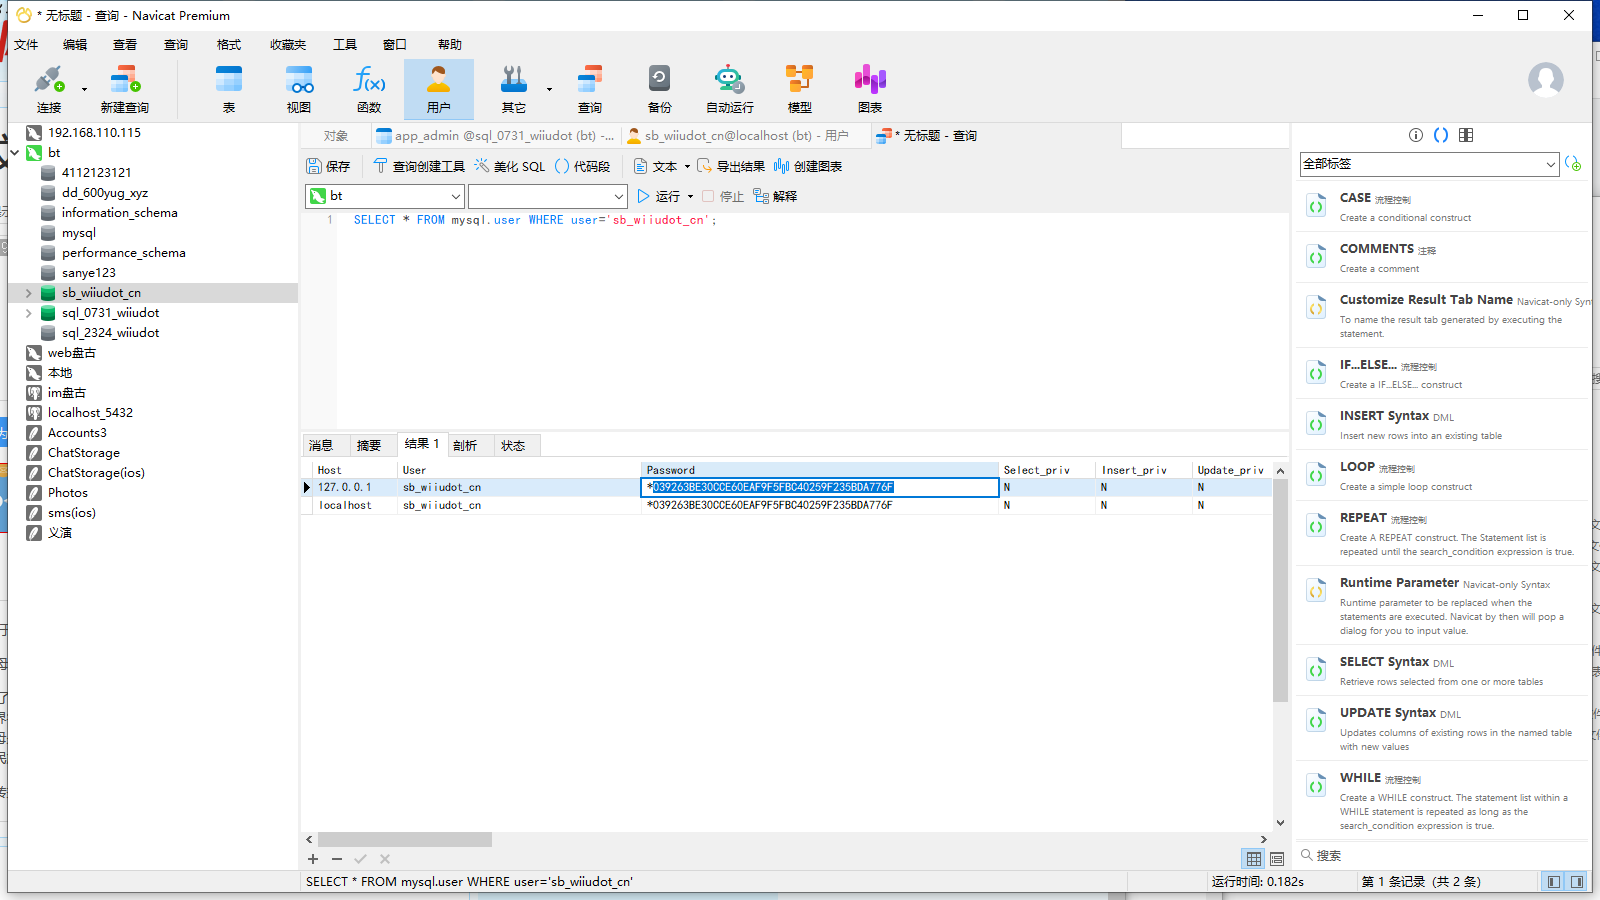 * 无标题 - 查询 - Navicat Premium
文件 编辑 查看 查询 格式 收藏夹 工具 窗口 帮助
连接 新建查询 表 视图 函数 用户 其它 查询 备份 自动运行 模型 图表
192.168.110.115
bt
4112123121
dd_600yug_xyz
information_schema
mysql
performance_schema
sanye123
sb_wiiudot_cn
sql_0731_wiiudot
sql_2324_wiiudot
web盘古
本地
im盘古
localhost_5432
Accounts3
ChatStorage
ChatStorage(ios)
Photos
sms(ios)
义演
对象 app_admin @sql_0731_wiiudot (bt) -... sb_wiiudot_cn@localhost (bt) - 用户 * 无标题 - 查询
保存 查询创建工具 美化 SQL () 代码段 文本 导出结果 创建图表
bt 运行 停止 解释
1 SELECT * FROM mysql.user WHERE user='sb_wiiudot_cn';
消息 摘要 结果 1 剖析 状态
Host User Password Select_priv Insert_priv Update_priv
127.0.0.1 sb_wiiudot_cn *039263BE30CCE60EAF9F5FBC40259F235BDA776F N N N
localhost sb_wiiudot_cn *039263BE30CCE60EAF9F5FBC40259F235BDA776F N N N
SELECT * FROM mysql.user WHERE user='sb_wiiudot_cn'
运行时间: 0.182s
第 1 条记录 (共 2 条)
全部标签
CASE 流程控制
Create a conditional construct
COMMENTS 注释
Create a comment
Customize Result Tab Name Navicat-only Syn
To name the result tab generated by executing the
statement.
IF...ELSE... 流程控制
Create a IF...ELSE... construct
INSERT Syntax DML
Insert new rows into an existing table
LOOP 流程控制
Create a simple loop construct
REPEAT 流程控制
Create A REPEAT construct. The Statement list is
repeated until the search_condition expression is true.
Runtime Parameter Navicat-only Syntax
Runtime parameter to be replaced when the
statements are executed. Navicat by then will pop a
dialog for you to input value.
SELECT Syntax DML
Retrieve rows selected from one or more tables
UPDATE Syntax DML
Updates columns of existing rows in the named table
with new values
WHILE 流程控制
Create a WHILE construct. The statement list within a
WHILE statement is repeated as long as the
search_condition expression is true.
搜索